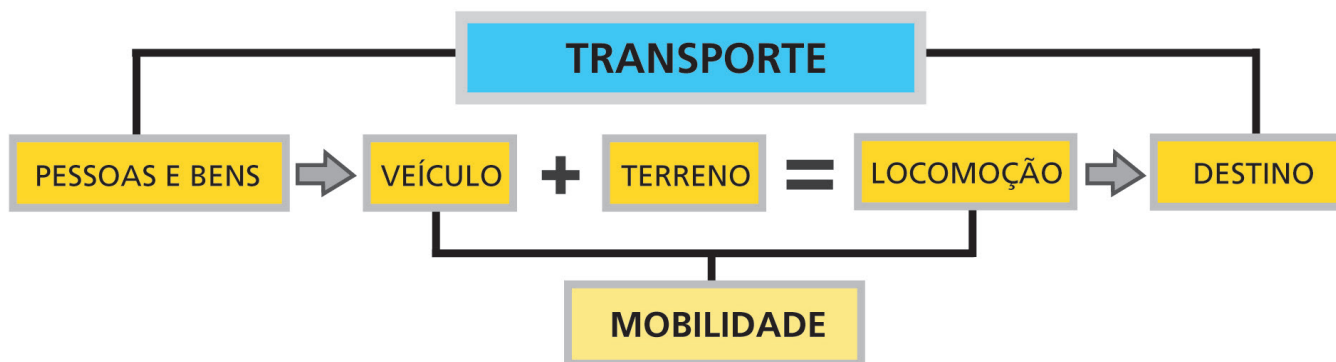 TRANSPORTE
PESSOAS E BENS
VEÍCULO
+
TERRENO
=
LOCOMOÇÃO
DESTINO
MOBILIDADE